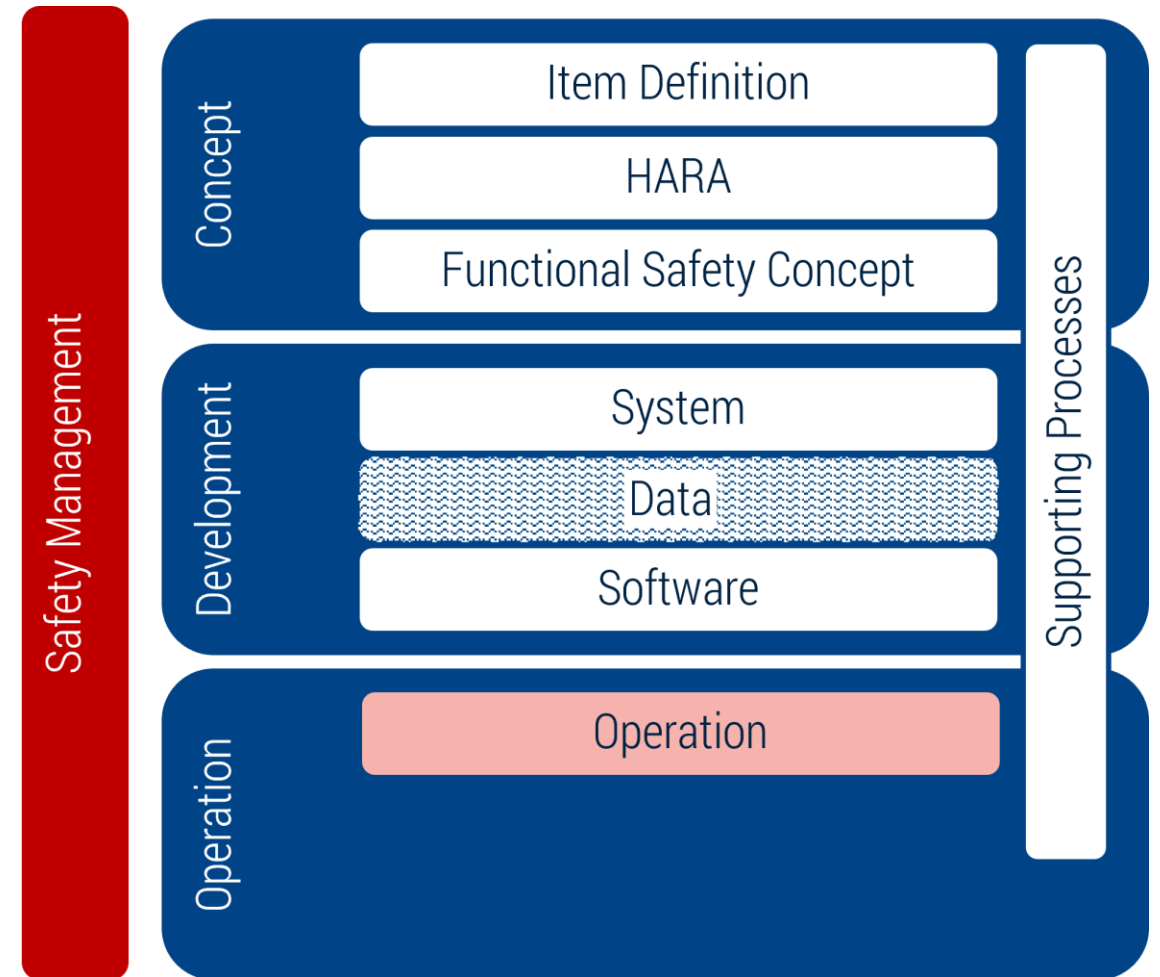 Safety Management
Concept
Item Definition
HARA
Functional Safety Concept
Development
System
Data
Software
Operation
Operation
Supporting Processes